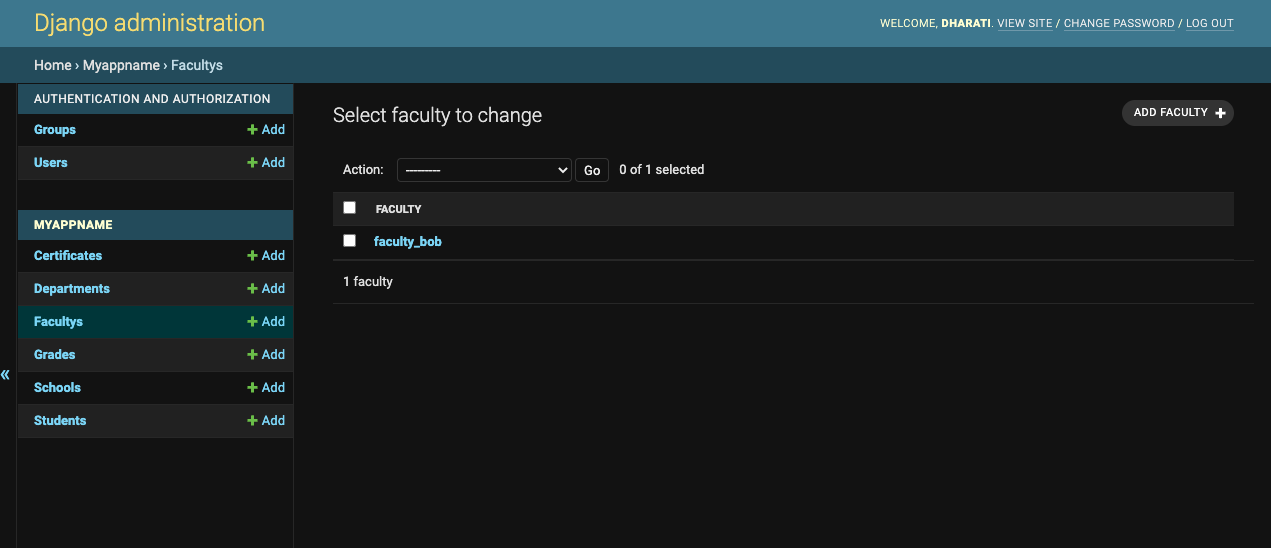 Django administration
WELCOME, DHARATI. VIEW SITE / CHANGE PASSWORD / LOG OUT
Home › Myappname › Facultys
AUTHENTICATION AND AUTHORIZATION
Groups + Add
Users + Add
MYAPPNAME
Certificates + Add
Departments + Add
Facultys + Add
Grades + Add
Schools + Add
Students + Add
«
Select faculty to change
ADD FACULTY +
Action: --------- Go 0 of 1 selected
FACULTY
faculty_bob
1 faculty